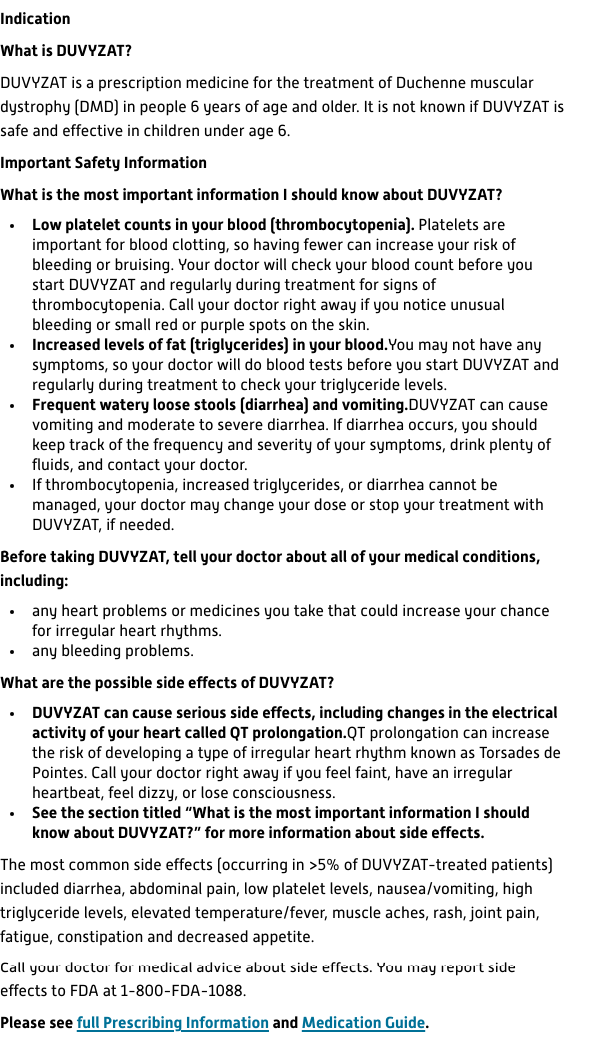 Indication
What is DUVYZAT?
DUVYZAT is a prescription medicine for the treatment of Duchenne muscular
dystrophy (DMD) in people 6 years of age and older. It is not known if DUVYZAT is
safe and effective in children under age 6.
Important Safety Information
What is the most important information I should know about DUVYZAT?
• Low platelet counts in your blood (thrombocytopenia). Platelets are
important for blood clotting, so having fewer can increase your risk of
bleeding or bruising. Your doctor will check your blood count before you
start DUVYZAT and regularly during treatment for signs of
thrombocytopenia. Call your doctor right away if you notice unusual
bleeding or small red or purple spots on the skin.
• Increased levels of fat (triglycerides) in your blood.You may not have any
symptoms, so your doctor will do blood tests before you start DUVYZAT and
regularly during treatment to check your triglyceride levels.
• Frequent watery loose stools (diarrhea) and vomiting.DUVYZAT can cause
vomiting and moderate to severe diarrhea. If diarrhea occurs, you should
keep track of the frequency and severity of your symptoms, drink plenty of
fluids, and contact your doctor.
• If thrombocytopenia, increased triglycerides, or diarrhea cannot be
managed, your doctor may change your dose or stop your treatment with
DUVYZAT, if needed.
Before taking DUVYZAT, tell your doctor about all of your medical conditions,
including:
• any heart problems or medicines you take that could increase your chance
for irregular heart rhythms.
• any bleeding problems.
What are the possible side effects of DUVYZAT?
• DUVYZAT can cause serious side effects, including changes in the electrical
activity of your heart called QT prolongation.QT prolongation can increase
the risk of developing a type of irregular heart rhythm known as Torsades de
Pointes. Call your doctor right away if you feel faint, have an irregular
heartbeat, feel dizzy, or lose consciousness.
• See the section titled “What is the most important information I should
know about DUVYZAT?” for more information about side effects.
The most common side effects (occurring in >5% of DUVYZAT-treated patients)
included diarrhea, abdominal pain, low platelet levels, nausea/vomiting, high
triglyceride levels, elevated temperature/fever, muscle aches, rash, joint pain,
fatigue, constipation and decreased appetite.
Call your doctor for medical advice about side effects. You may report side
effects to FDA at 1-800-FDA-1088.
Please see full Prescribing Information and Medication Guide.